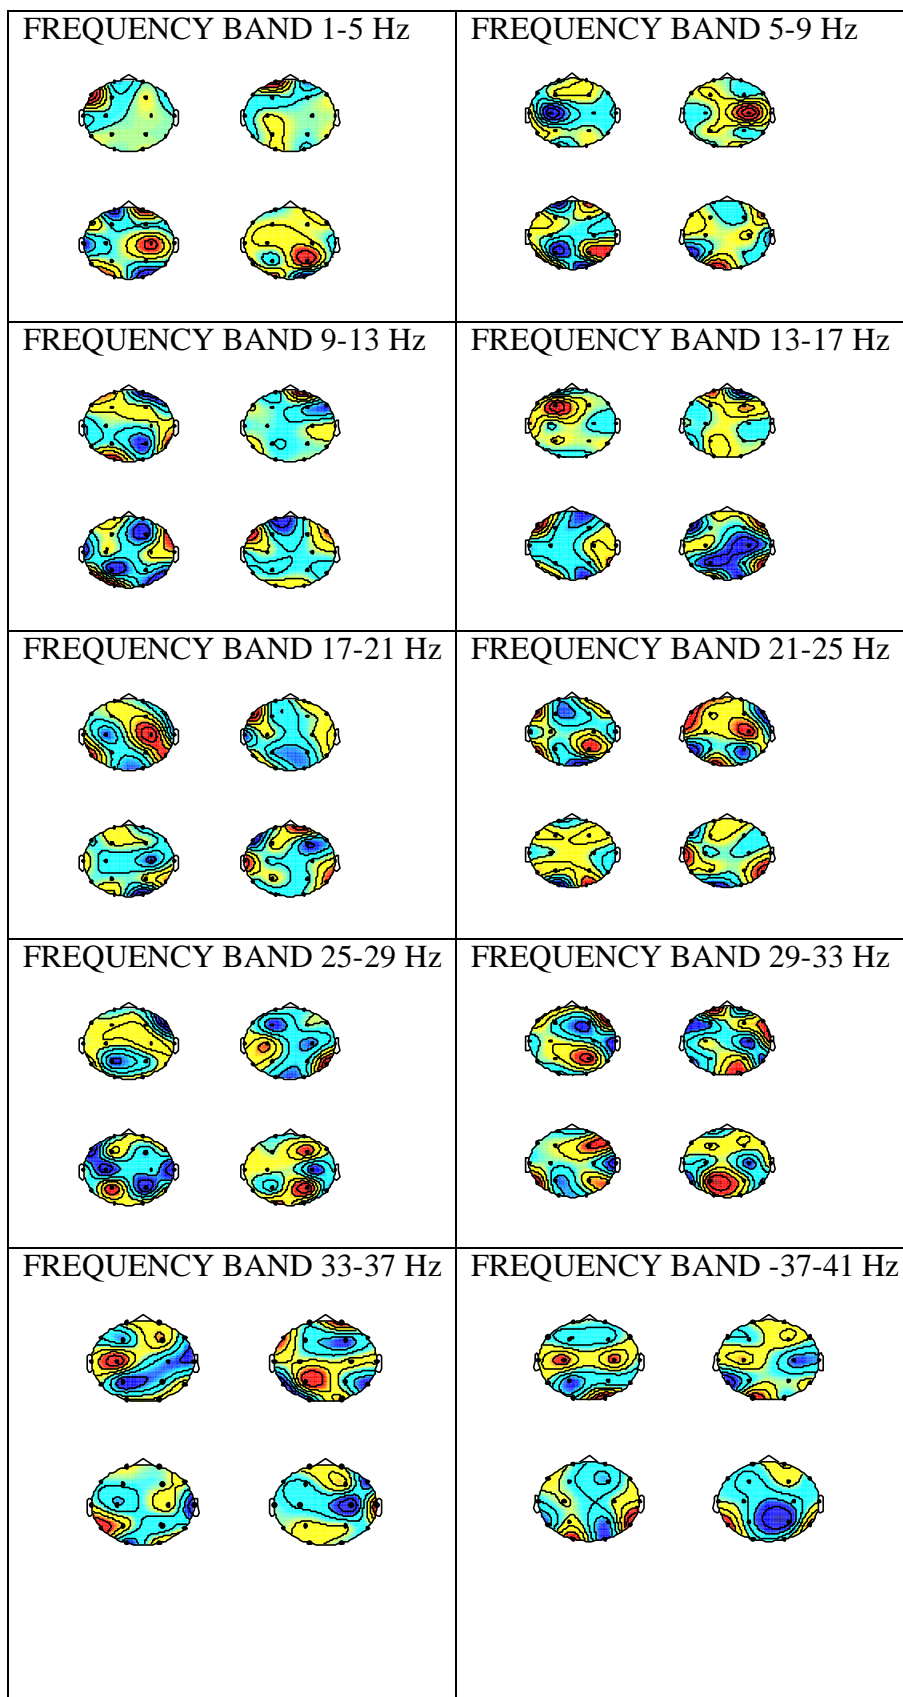 FREQUENCY BAND 1-5 Hz
FREQUENCY BAND 5-9 Hz
FREQUENCY BAND 9-13 Hz
FREQUENCY BAND 13-17 Hz
FREQUENCY BAND 17-21 Hz
FREQUENCY BAND 21-25 Hz
FREQUENCY BAND 25-29 Hz
FREQUENCY BAND 29-33 Hz
FREQUENCY BAND 33-37 Hz
FREQUENCY BAND -37-41 Hz